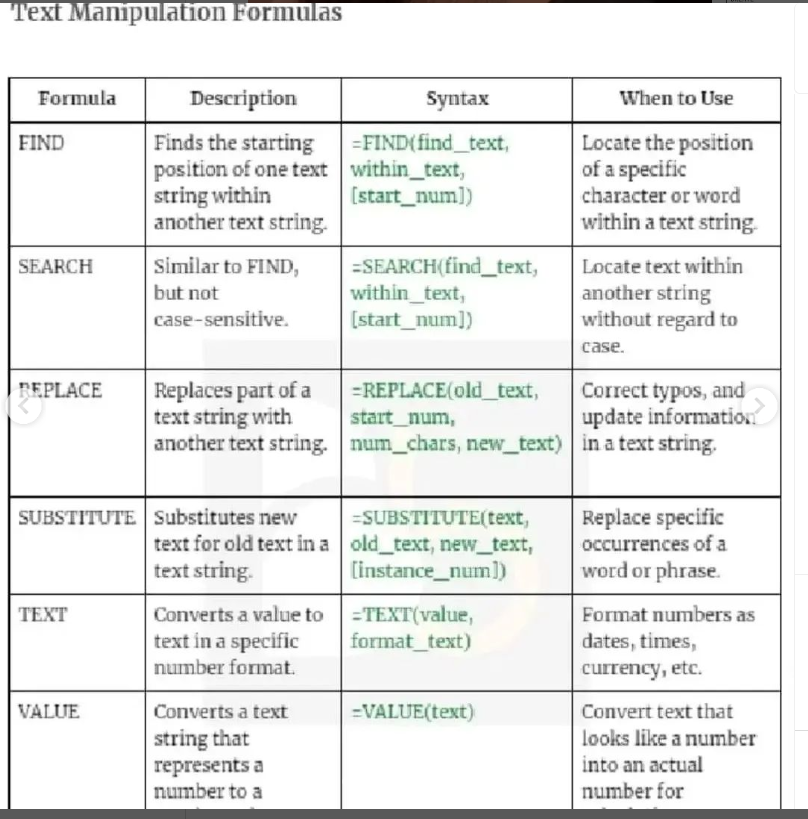 Text Manipulation Formulas
Formula Description Syntax When to Use
FIND
Finds the starting
position of one text
string within
another text string.
=FIND(find_text,
within_text,
[start_num])
Locate the position
of a specific
character or word
within a text string.
SEARCH
Similar to FIND,
but not
case-sensitive.
=SEARCH(find_text,
within_text,
[start_num])
Locate text within
another string
without regard to
case.
REPLACE
Replaces part of a
text string with
another text string.
=REPLACE(old_text,
start_num,
num_chars, new_text)
Correct typos, and
update information
in a text string.
SUBSTITUTE
Substitutes new
text for old text in a
text string.
=SUBSTITUTE(text,
old_text, new_text,
[instance_num])
Replace specific
occurrences of a
word or phrase.
TEXT
Converts a value to
text in a specific
number format.
=TEXT(value,
format_text)
Format numbers as
dates, times,
currency, etc.
VALUE
Converts a text
string that
represents a
number to a
=VALUE(text)
Convert text that
looks like a number
into an actual
number for